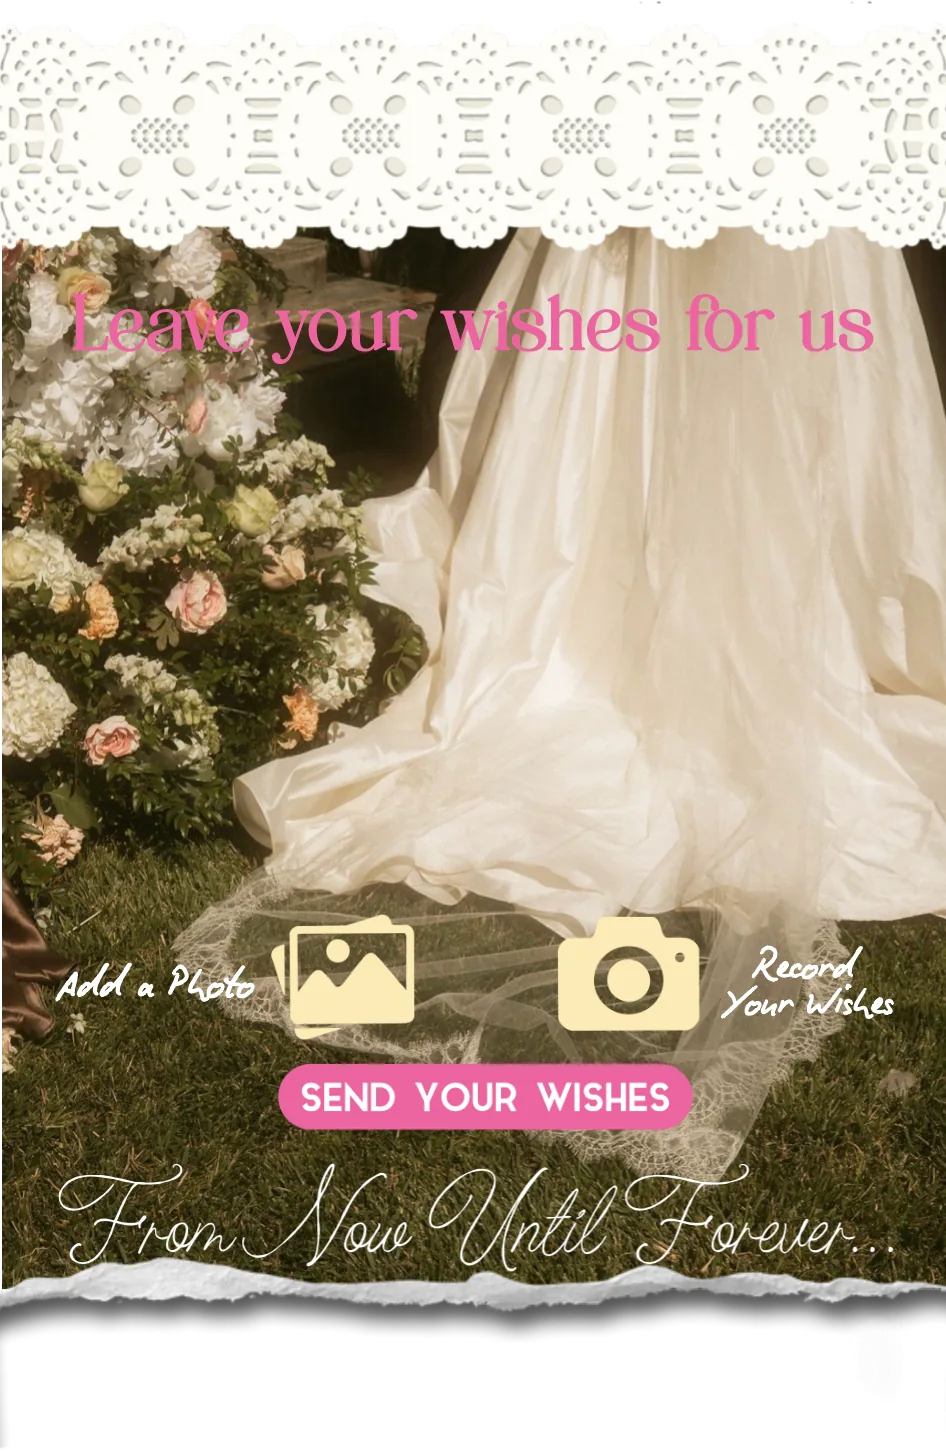 Leave your wishes for us
Add a Photo
Record
Your Wishes
SEND YOUR WISHES
From Now Until Forever...